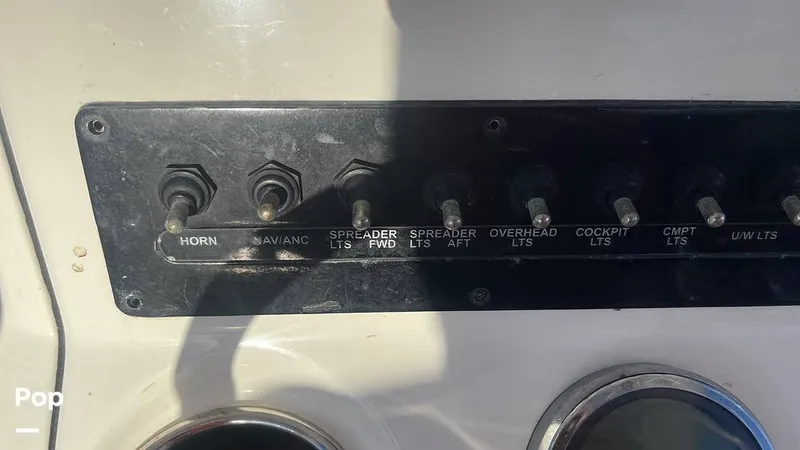 HORN
NAV/ANC
SPREADER
LTS FWD
SPREADER
LTS AFT
OVERHEAD
LTS
COCKPIT
LTS
CMPT
LTS
U/W LTS
Pop